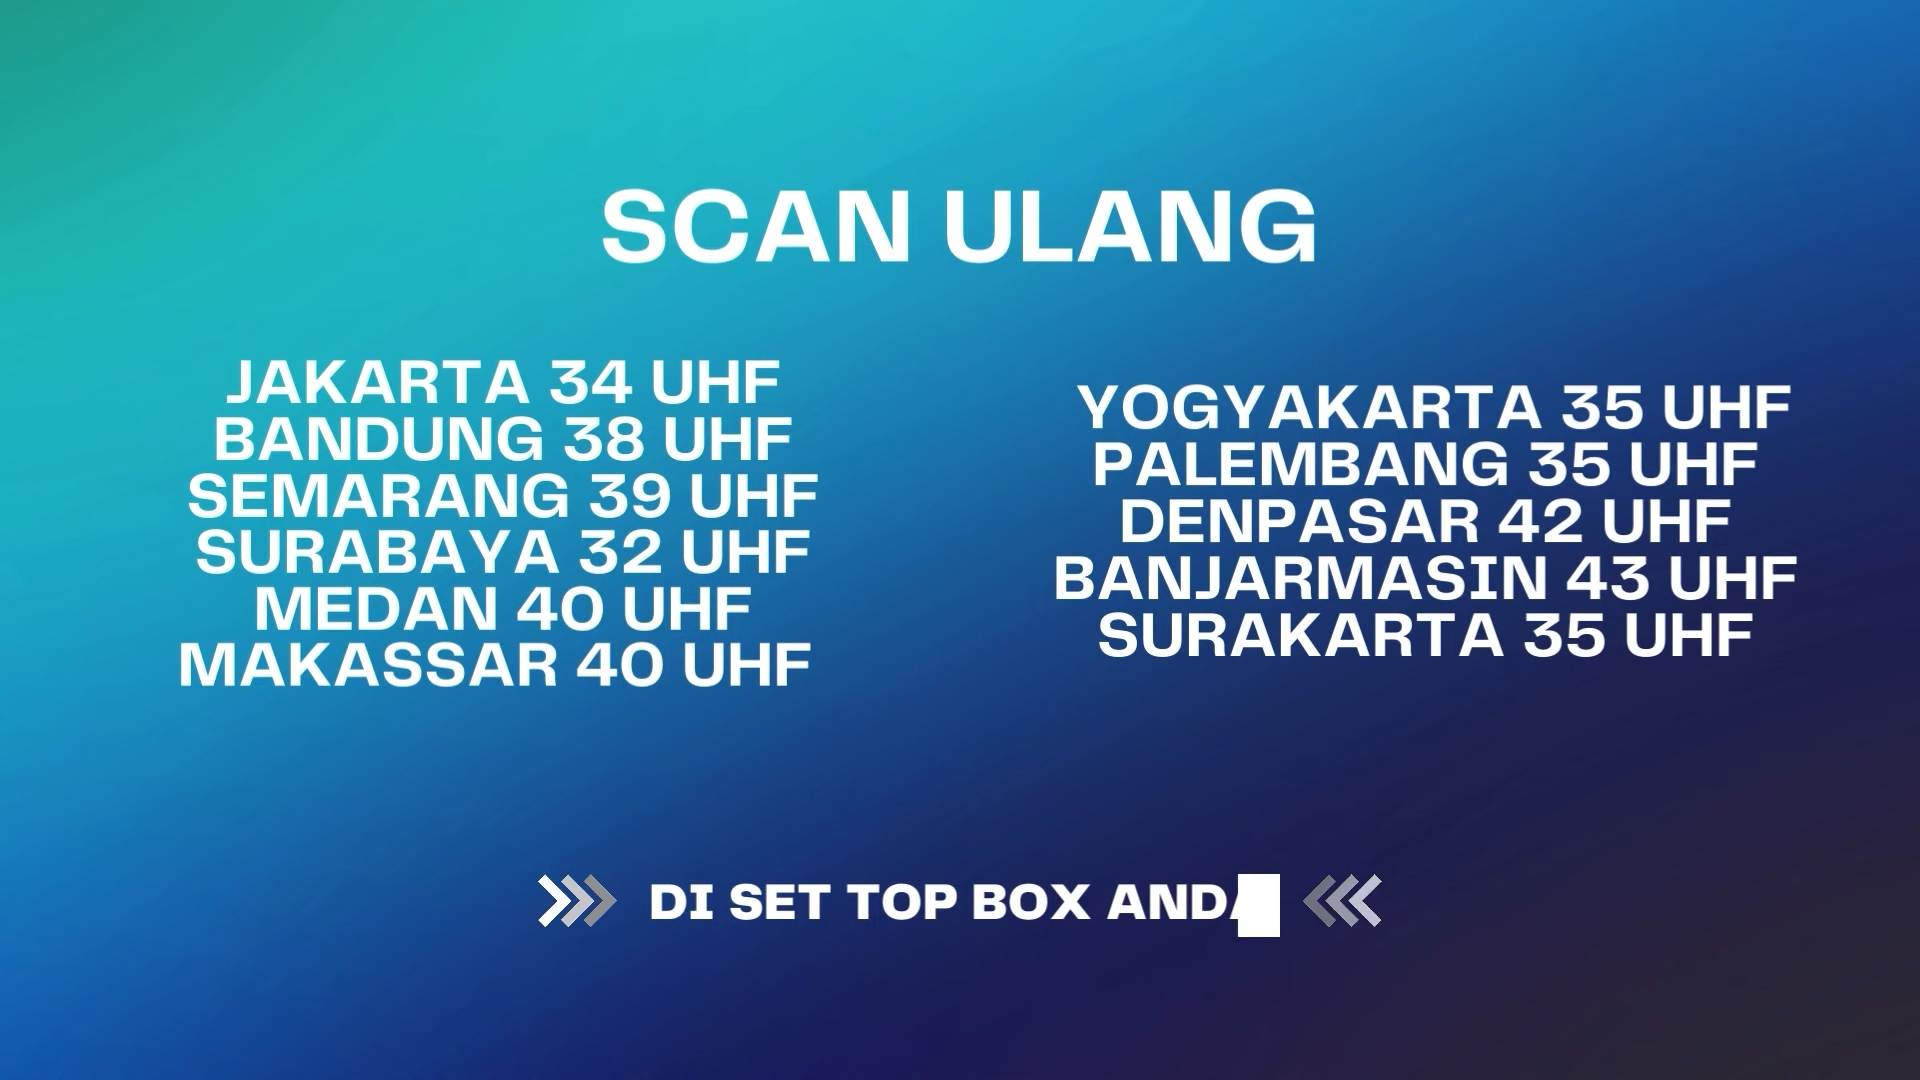 SCAN ULANG
JAKARTA 34 UHF
BANDUNG 38 UHF
SEMARANG 39 UHF
SURABAYA 32 UHF
MEDAN 40 UHF
MAKASSAR 40 UHF
YOGYAKARTA 35 UHF
PALEMBANG 35 UHF
DENPASAR 42 UHF
BANJARMASIN 43 UHF
SURAKARTA 35 UHF
DI SET TOP BOX ANDA